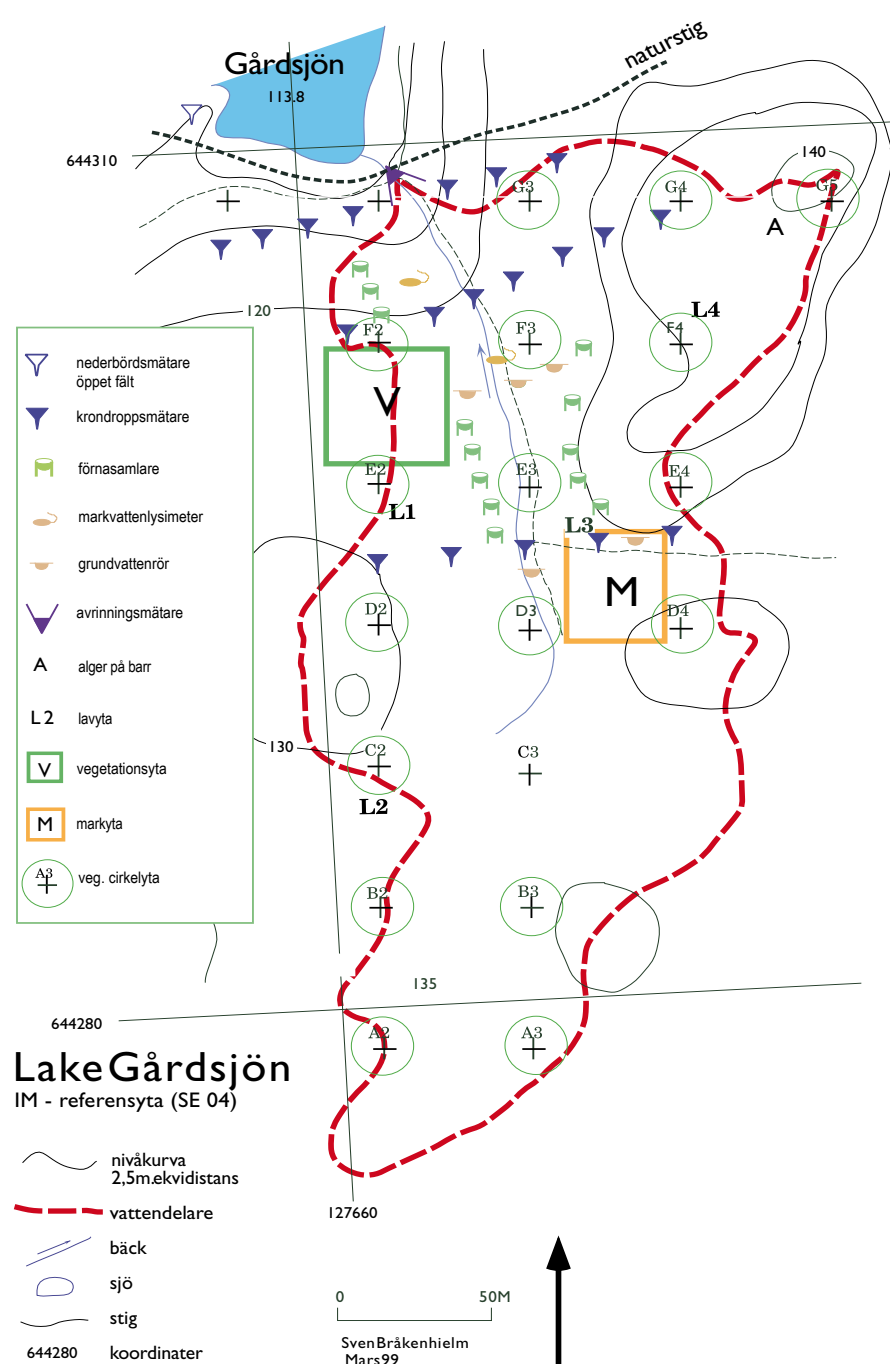 naturstig
Gårdsjön
113.8
644310
140
G3
G4
G5
A
120
L4
F2
F3
F4
V
E2
E3
E4
L1
L3
M
D2
D3
D4
130
C2
C3
L2
B2
B3
135
644280
A2
A3
127660
nederbördsmätare
öppet fält
krondroppsmätare
förnasamlare
markvattenlysimeter
grundvattenrör
avrinningsmätare
A alger på barr
L2 lavyta
V vegetationsyta
M markyta
A3 veg. cirkelyta
Lake Gårdsjön
IM - referensyta (SE 04)
nivåkurva
2,5m.ekvidistans
vattendelare
bäck
sjö
stig
644280 koordinater
0 50M
Sven Bråkenhielm
Mars 99